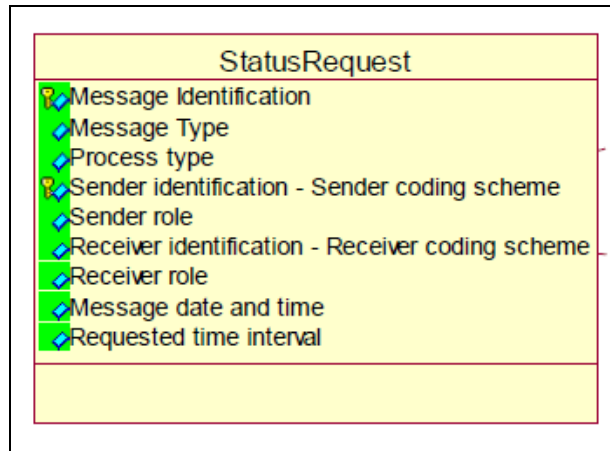 StatusRequest
Message Identification
Message Type
Process type
Sender identification - Sender coding scheme
Sender role
Receiver identification - Receiver coding scheme
Receiver role
Message date and time
Requested time interval